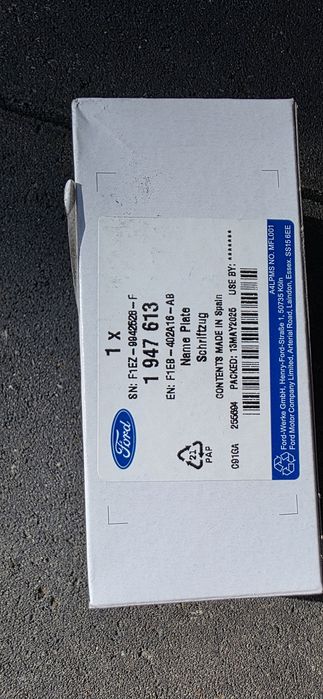 Ford
1 x
SN: F1EZ-9942528-F
1 947 613
EN: F1EB-402A16-AB
Name Plate
Schriftzug
CONTENTS MADE IN Spain
255694 PACKED: 13MAY2025 USE BY: *******
21
PAP
C91GA
A4LPMS NO. MFL001
Ford-Werke GmbH, Henry-Ford-Straße 1, 50735 Köln
Ford Motor Company Limited, Arterial Road, Laindon, Essex. SS15 6EE